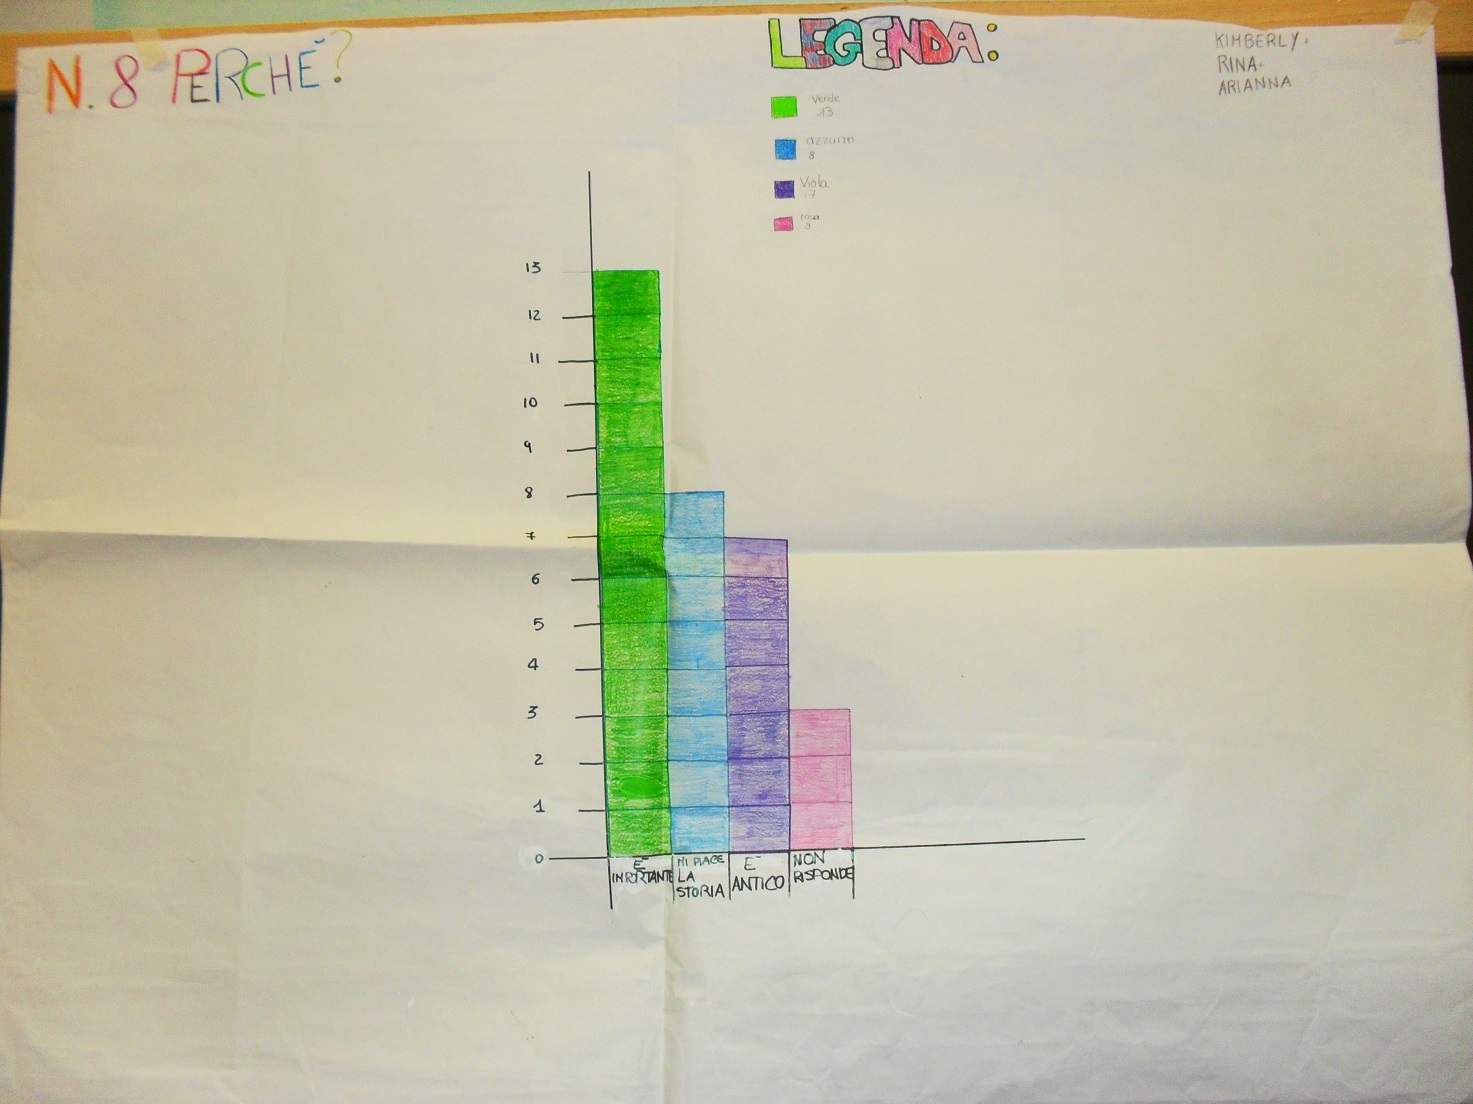 N. 8 PERCHÉ?
LEGENDA:
KIMBERLY.
RINA.
ARIANNA
Verde
13
azzurro
8
Viola
7
rosa
3
13
12
11
10
9
8
7
6
5
4
3
2
1
0
E'
IMPORTANTE
MI PIACE
LA
STORIA
E'
ANTICO
NON
RISPONDE